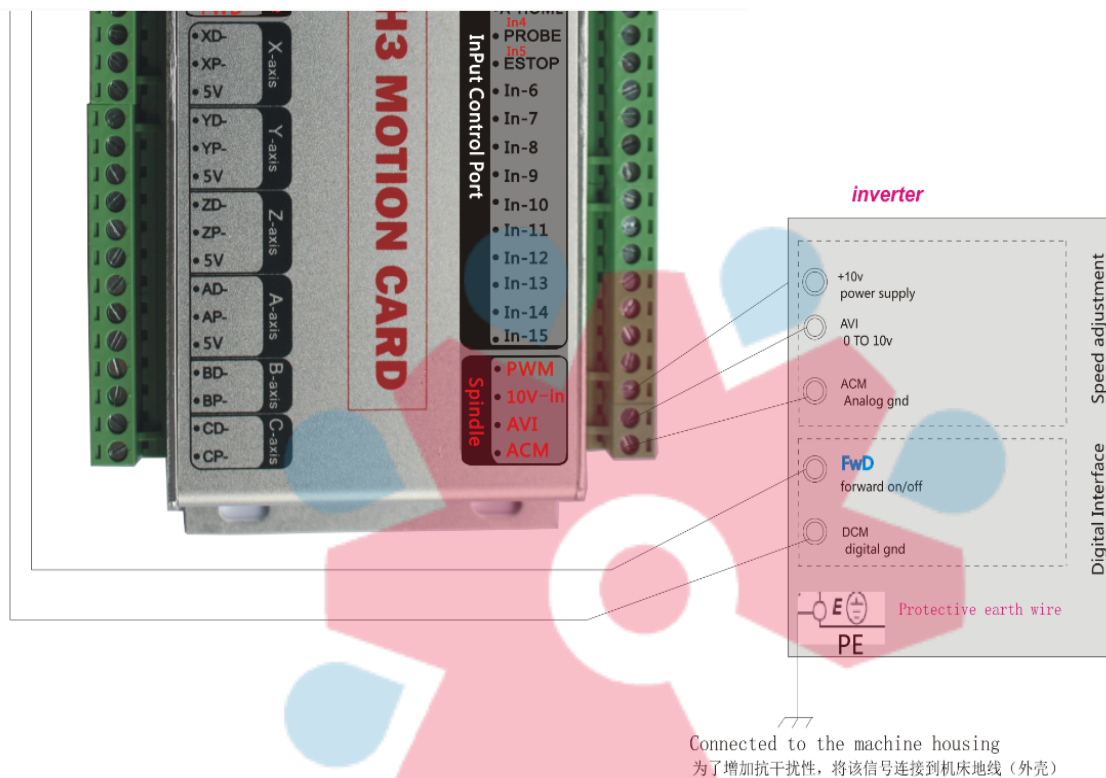 XD-
XP-
5V
X-axis
YD-
YP-
5V
Y-axis
ZD-
ZP-
5V
Z-axis
AD-
AP-
5V
A-axis
BD-
BP-
B-axis
CD-
CP-
C-axis
H3 MOTION CARD
InPut Control Port
In4
PROBE
In5
ESTOP
In-6
In-7
In-8
In-9
In-10
In-11
In-12
In-13
In-14
In-15
Spindle
PWM
10V-in
AVI
ACM
inverter
+10v
power supply
AVI
0 TO 10v
ACM
Analog gnd
Speed adjustment
FwD
forward on/off
DCM
digital gnd
Digital Interface
E
Protective earth wire
PE
Connected to the machine housing
为了增加抗干扰性，将该信号连接到机床地线（外壳）